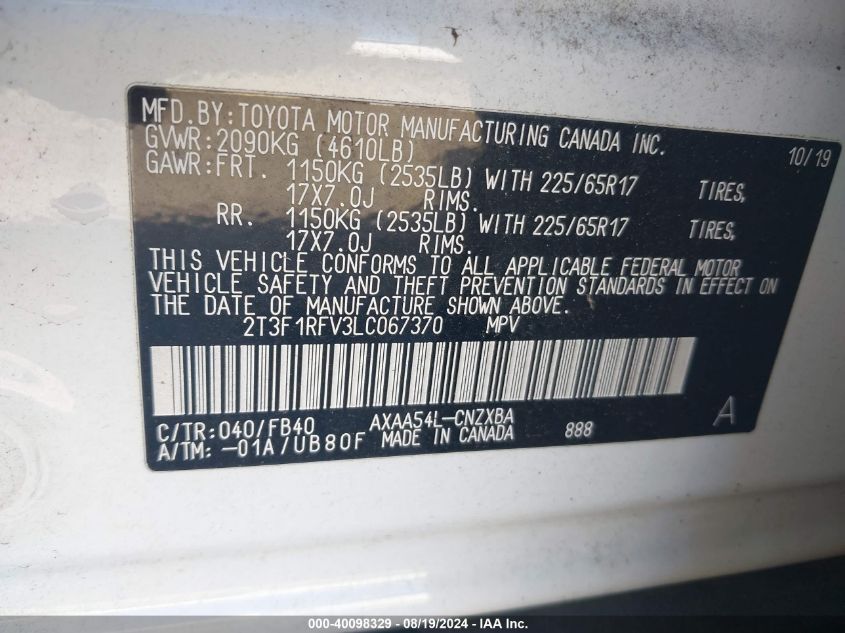 MFD.BY:TOYOTA MOTOR MANUFACTURING CANADA INC. 10/19
GVWR:2090KG (4610LB)
GAWR:FRT. 1150KG (2535LB) WITH 225/65R17 TIRES,
17X7.0J RIMS.
RR. 1150KG (2535LB) WITH 225/65R17 TIRES,
17X7.0J RIMS.
THIS VEHICLE CONFORMS TO ALL APPLICABLE FEDERAL MOTOR
VEHICLE SAFETY AND THEFT PREVENTION STANDARDS IN EFFECT ON
THE DATE OF MANUFACTURE SHOWN ABOVE.
2T3F1RFV3LC067370 MPV
C/TR:040/FB40 AXAA54L-CNZXBA 888 A
A/TM:-01A/UB80F MADE IN CANADA
000-40098329 - 08/19/2024 - IAA Inc.